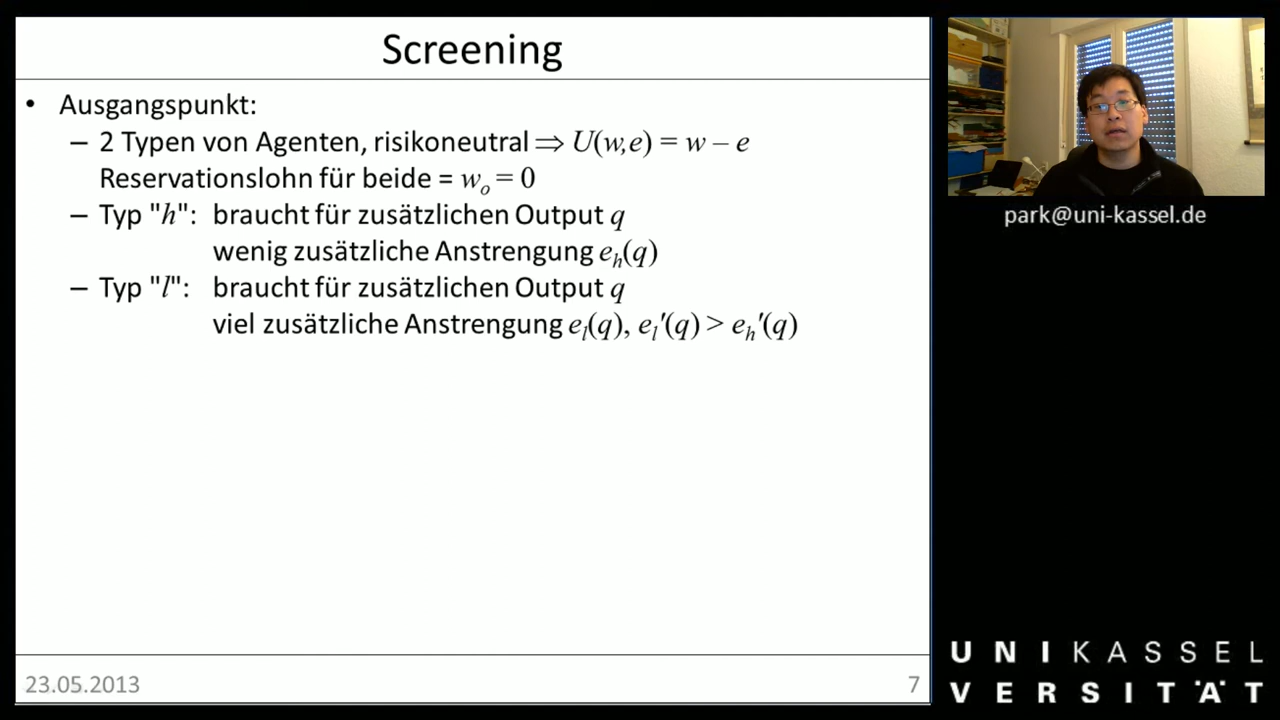 Screening
• Ausgangspunkt:
– 2 Typen von Agenten, risikoneutral ⇒ U(w,e) = w – e
Reservationslohn für beide = wₒ = 0
– Typ "h": braucht für zusätzlichen Output q
wenig zusätzliche Anstrengung eₕ(q)
– Typ "l": braucht für zusätzlichen Output q
viel zusätzliche Anstrengung eₗ(q), eₗ'(q) > eₕ'(q)
23.05.2013
7
park@uni-kassel.de
UNIKASSEL
VERSITÄT